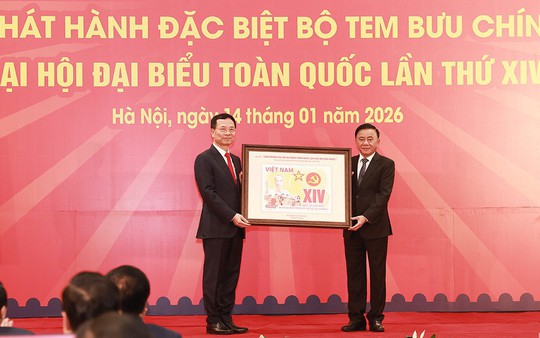 HÁT HÀNH ĐẶC BIỆT BỘ TEM BƯU CHÍN
ẠI HỘI ĐẠI BIỂU TOÀN QUỐC LẦN THỨ XIV
Hà Nội, ngày 14 tháng 01 năm 2026
VIỆT NAM
XIV